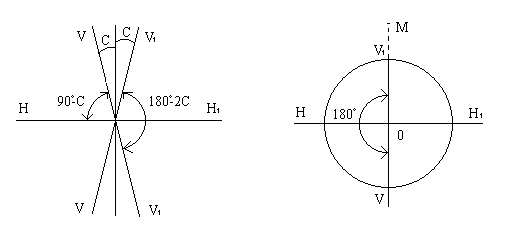 V C C V₁
90°-C 180°-2C
H H₁
V V₁
M
V₁
H 180° H₁
0
V